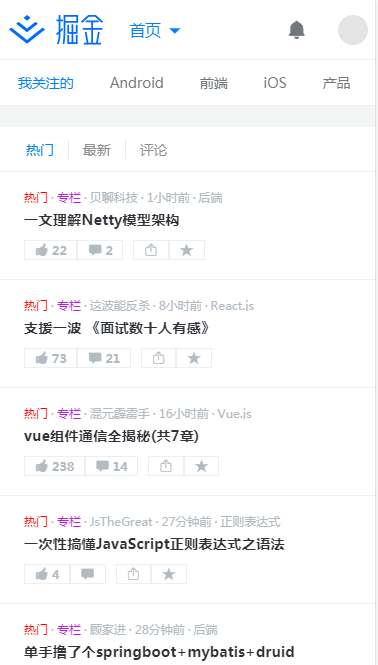 掘金 首页
我关注的 Android 前端 iOS 产品
热门 最新 评论
热门 · 专栏 · 贝聊科技 · 1小时前 · 后端
一文理解Netty模型架构
22 2
热门 · 专栏 · 这波能反杀 · 8小时前 · React.js
支援一波 《面试数十人有感》
73 21
热门 · 专栏 · 混元霹雳手 · 16小时前 · Vue.js
vue组件通信全揭秘(共7章)
238 14
热门 · 专栏 · JsTheGreat · 27分钟前 · 正则表达式
一次性搞懂JavaScript正则表达式之语法
4
热门 · 专栏 · 顾家进 · 28分钟前 · 后端
单手撸了个springboot+mybatis+druid